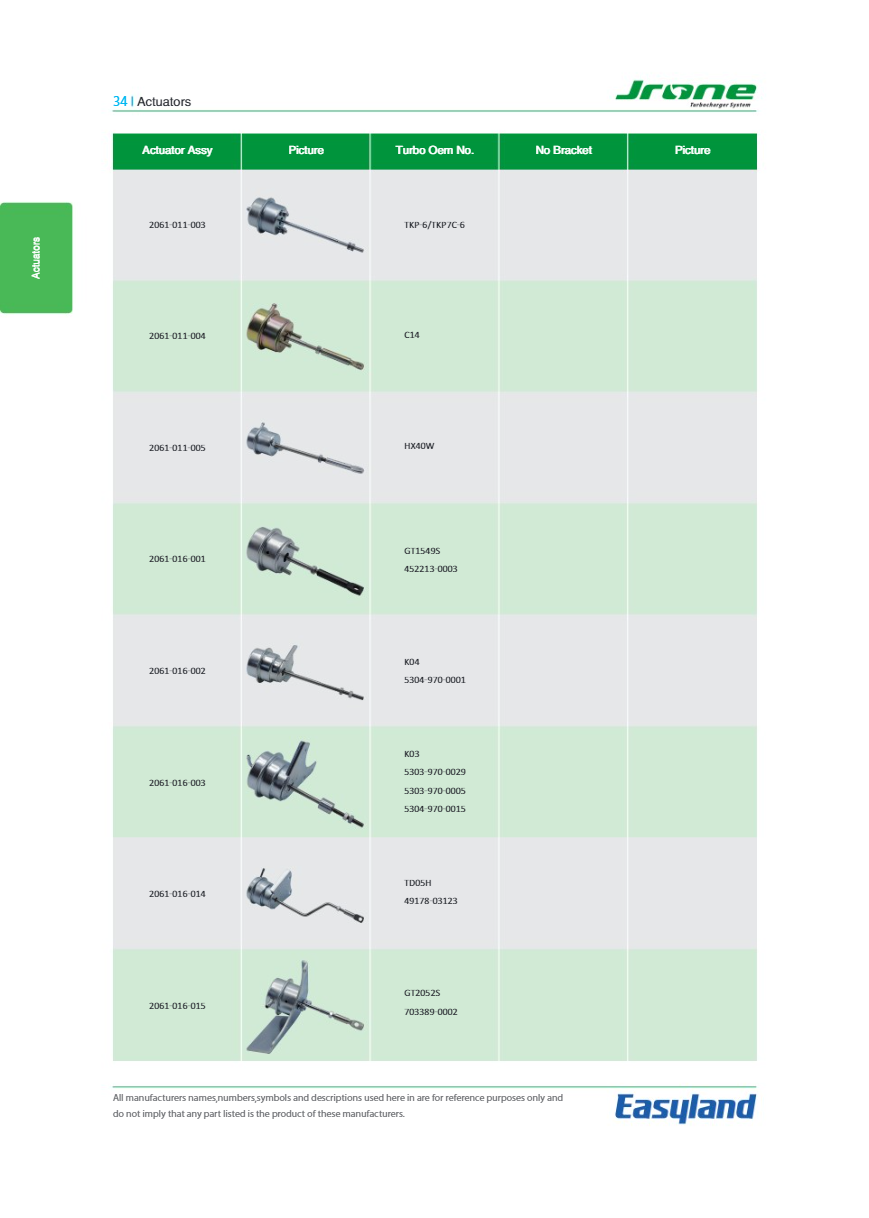 34 | Actuators
Jrone
Turbocharger System
Actuator Assy Picture Turbo Oem No. No Bracket Picture
Actuators
2061-011-003 TKP-6/TKP7C-6
2061-011-004 C14
2061-011-005 HX40W
2061-016-001
GT1549S
452213-0003
2061-016-002
K04
5304-970-0001
2061-016-003
K03
5303-970-0029
5303-970-0005
5304-970-0015
2061-016-014
TD05H
49178-03123
2061-016-015
GT2052S
703389-0002
All manufacturers names,numbers,symbols and descriptions used here in are for reference purposes only and
do not imply that any part listed is the product of these manufacturers.
Easyland